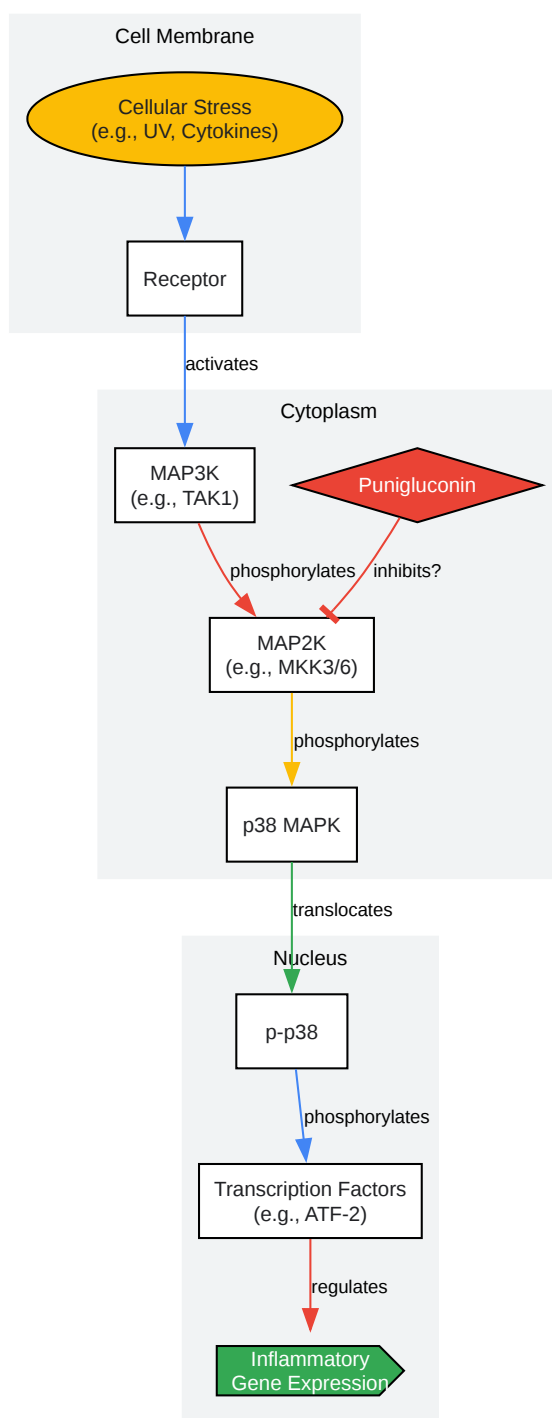 Cell Membrane
Cellular Stress
(e.g., UV, Cytokines)
Receptor
activates
Cytoplasm
MAP3K
(e.g., TAK1)
Punigluconin
phosphorylates
inhibits?
MAP2K
(e.g., MKK3/6)
phosphorylates
p38 MAPK
translocates
Nucleus
p-p38
phosphorylates
Transcription Factors
(e.g., ATF-2)
regulates
Inflammatory
Gene Expression